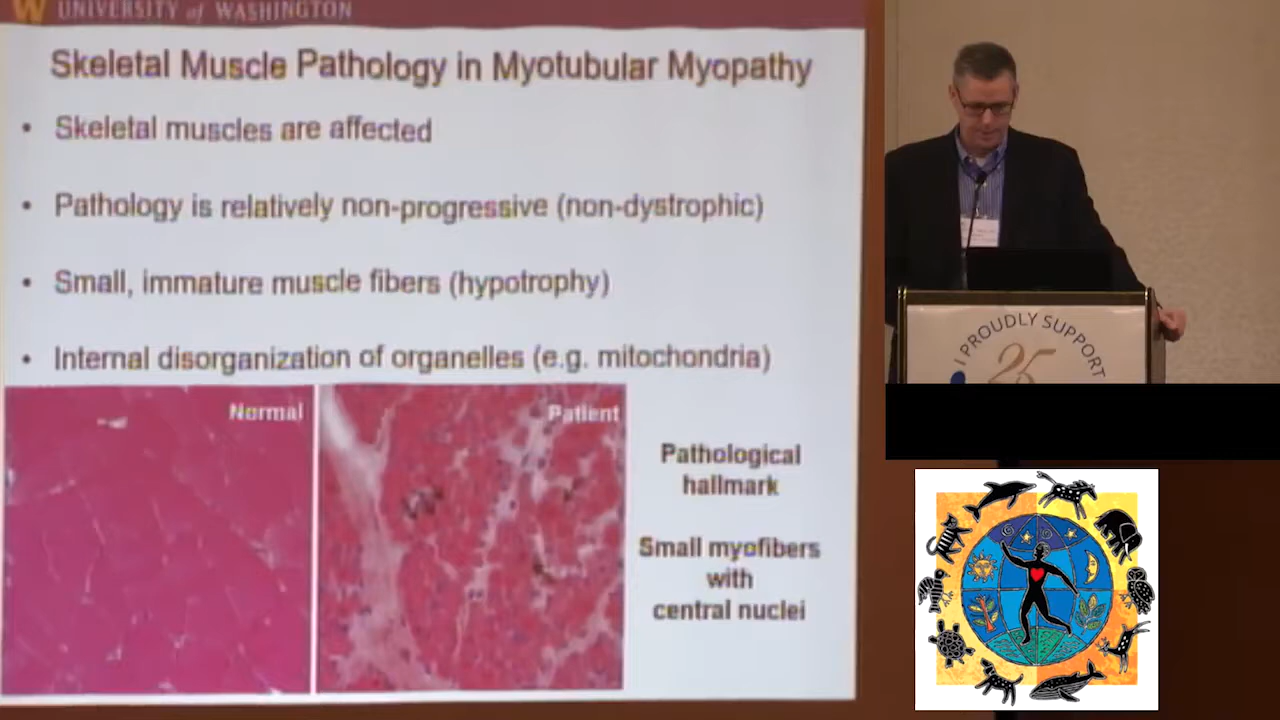 W UNIVERSITY of WASHINGTON
Skeletal Muscle Pathology in Myotubular Myopathy
• Skeletal muscles are affected
• Pathology is relatively non-progressive (non-dystrophic)
• Small, immature muscle fibers (hypotrophy)
• Internal disorganization of organelles (e.g. mitochondria)
Normal
Patient
Pathological
hallmark
Small myofibers
with
central nuclei
I PROUDLY SUPPORT
25